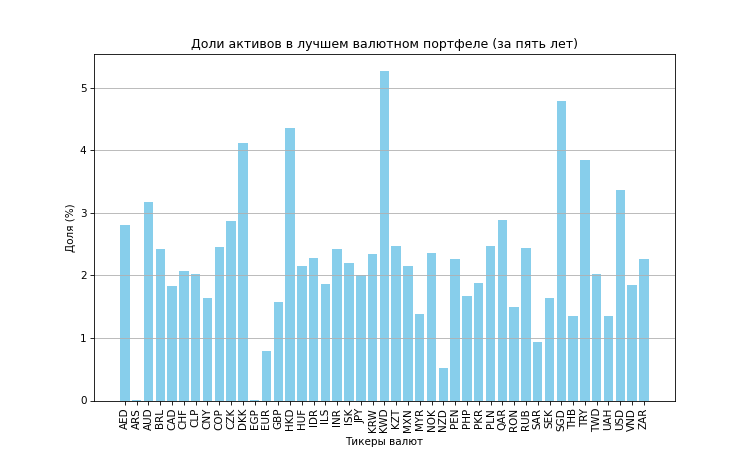 Доли активов в лучшем валютном портфеле (за пять лет)
Доля (%)
5
4
3
2
1
0
AED
ARS
AUD
BRL
CAD
CHF
CLP
CNY
COP
CZK
DKK
EGP
EUR
GBP
HKD
HUF
IDR
ILS
INR
ISK
JPY
KRW
KWD
KZT
MXN
MYR
NOK
NZD
PEN
PHP
PKR
PLN
QAR
RON
RUB
SAR
SEK
SGD
THB
TRY
TWD
UAH
USD
VND
ZAR
Тикеры валют